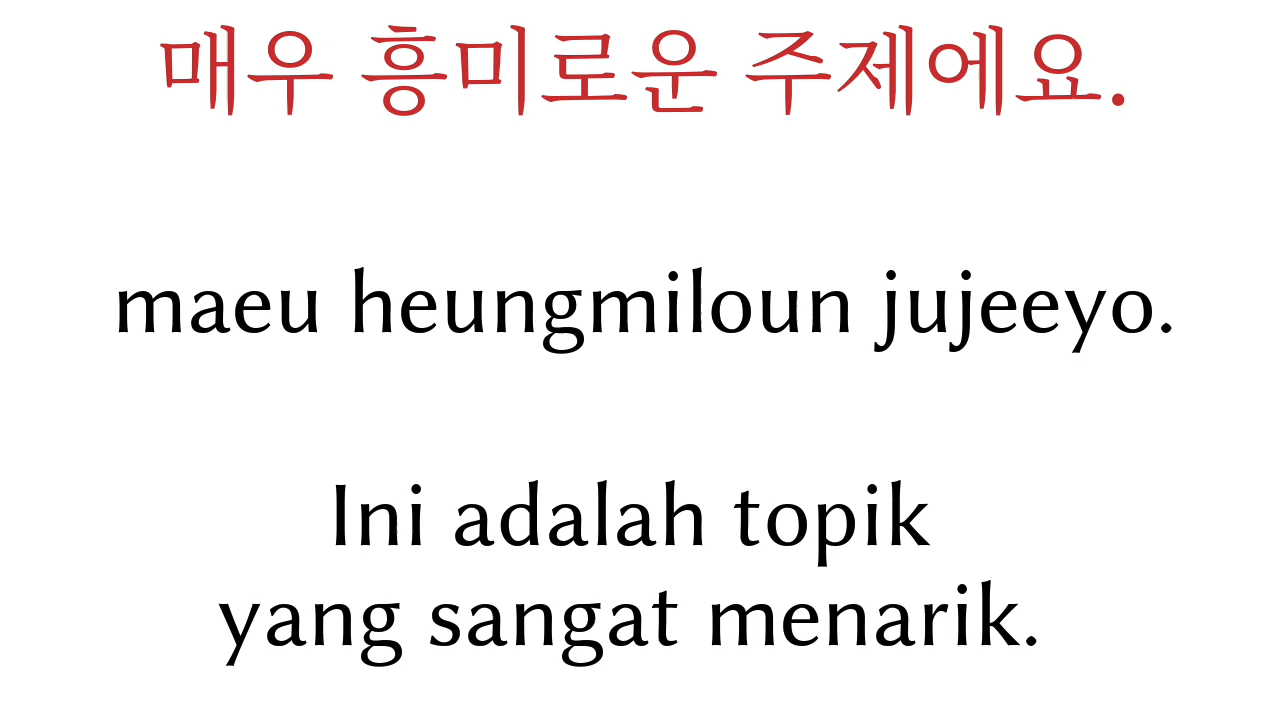 매우 흥미로운 주제에요.
maeu heungmiloun jujeeyo.
Ini adalah topik
yang sangat menarik.